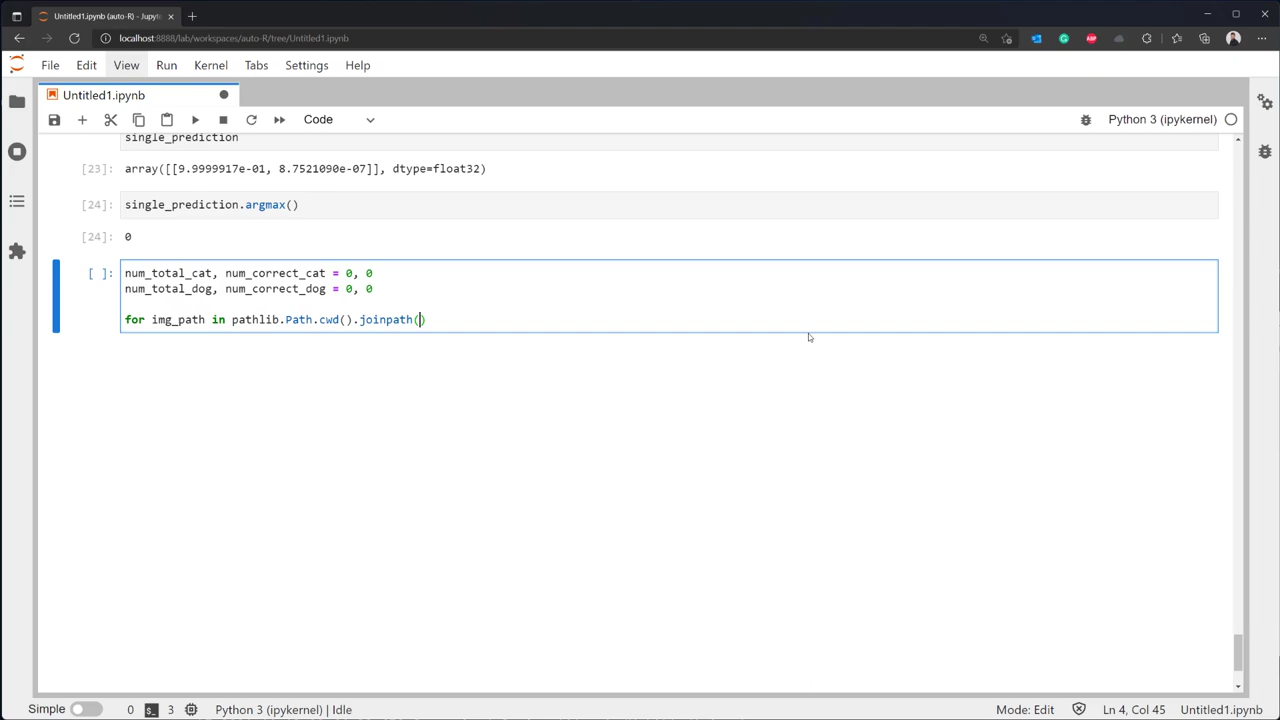 Untitled1.ipynb (auto-R) - Jupyt
localhost:8888/lab/workspaces/auto-R/tree/Untitled1.ipynb
File Edit View Run Kernel Tabs Settings Help
Untitled1.ipynb
Code
Python 3 (ipykernel)
single_prediction
[23]: array([[9.9999917e-01, 8.7521090e-07]], dtype=float32)
[24]: single_prediction.argmax()
[24]: 0
[ ]: num_total_cat, num_correct_cat = 0, 0
num_total_dog, num_correct_dog = 0, 0
for img_path in pathlib.Path.cwd().joinpath()
Simple 0 3 Python 3 (ipykernel) | Idle Mode: Edit Ln 4, Col 45 Untitled1.ipynb